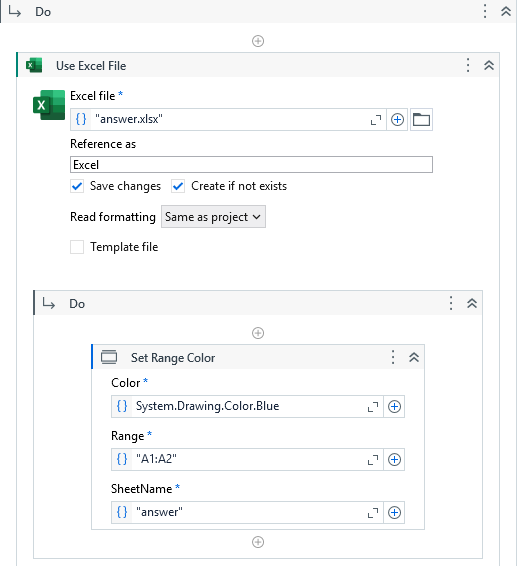 Do
Use Excel File
Excel file *
{ } "answer.xlsx"
Reference as
Excel
Save changes Create if not exists
Read formatting Same as project
Template file
Do
Set Range Color
Color *
{ } System.Drawing.Color.Blue
Range *
{ } "A1:A2"
SheetName *
{ } "answer"